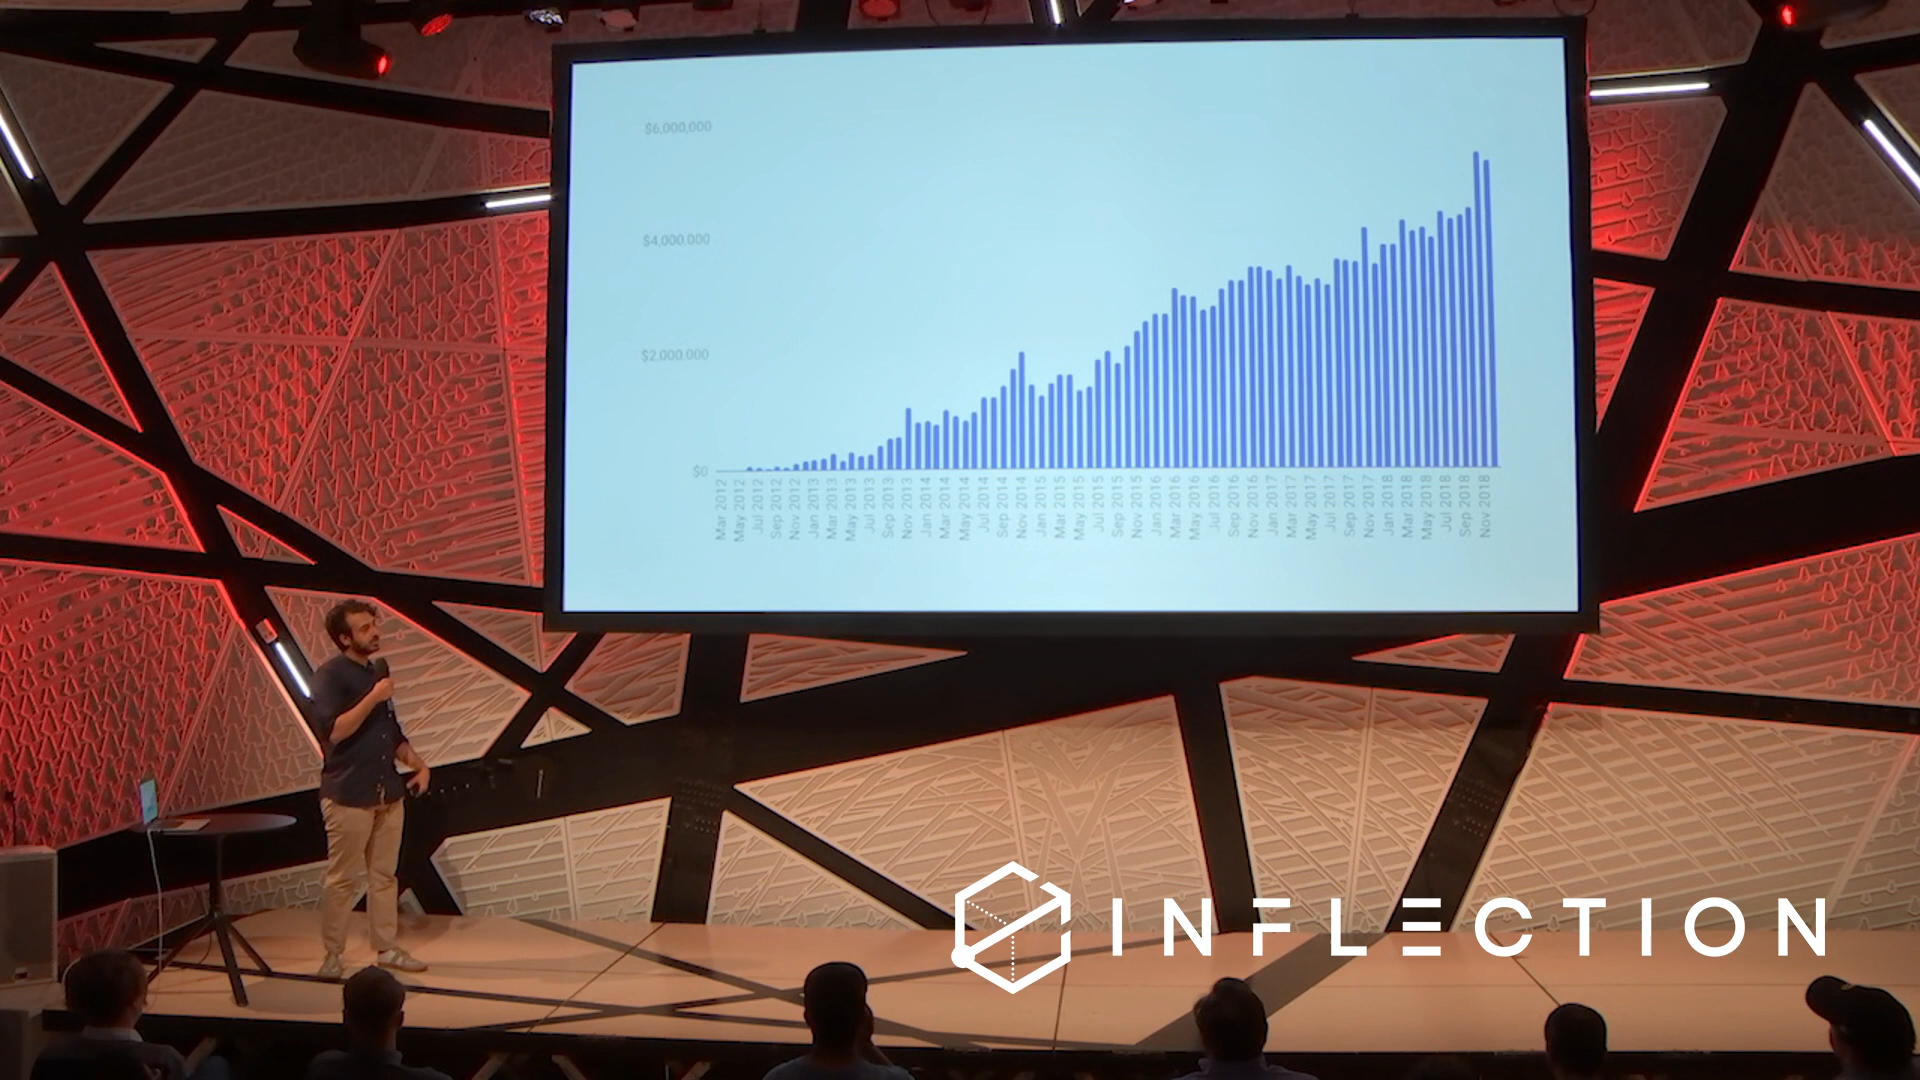 $6,000,000
$4,000,000
$2,000,000
$0
Mar 2012
May 2012
Jul 2012
Sep 2012
Nov 2012
Jan 2013
Mar 2013
May 2013
Jul 2013
Sep 2013
Nov 2013
Jan 2014
Mar 2014
May 2014
Jul 2014
Sep 2014
Nov 2014
Jan 2015
Mar 2015
May 2015
Jul 2015
Sep 2015
Nov 2015
Jan 2016
Mar 2016
May 2016
Jul 2016
Sep 2016
Nov 2016
Jan 2017
Mar 2017
May 2017
Jul 2017
Sep 2017
Nov 2017
Jan 2018
Mar 2018
May 2018
Jul 2018
Sep 2018
Nov 2018
INFLECTION